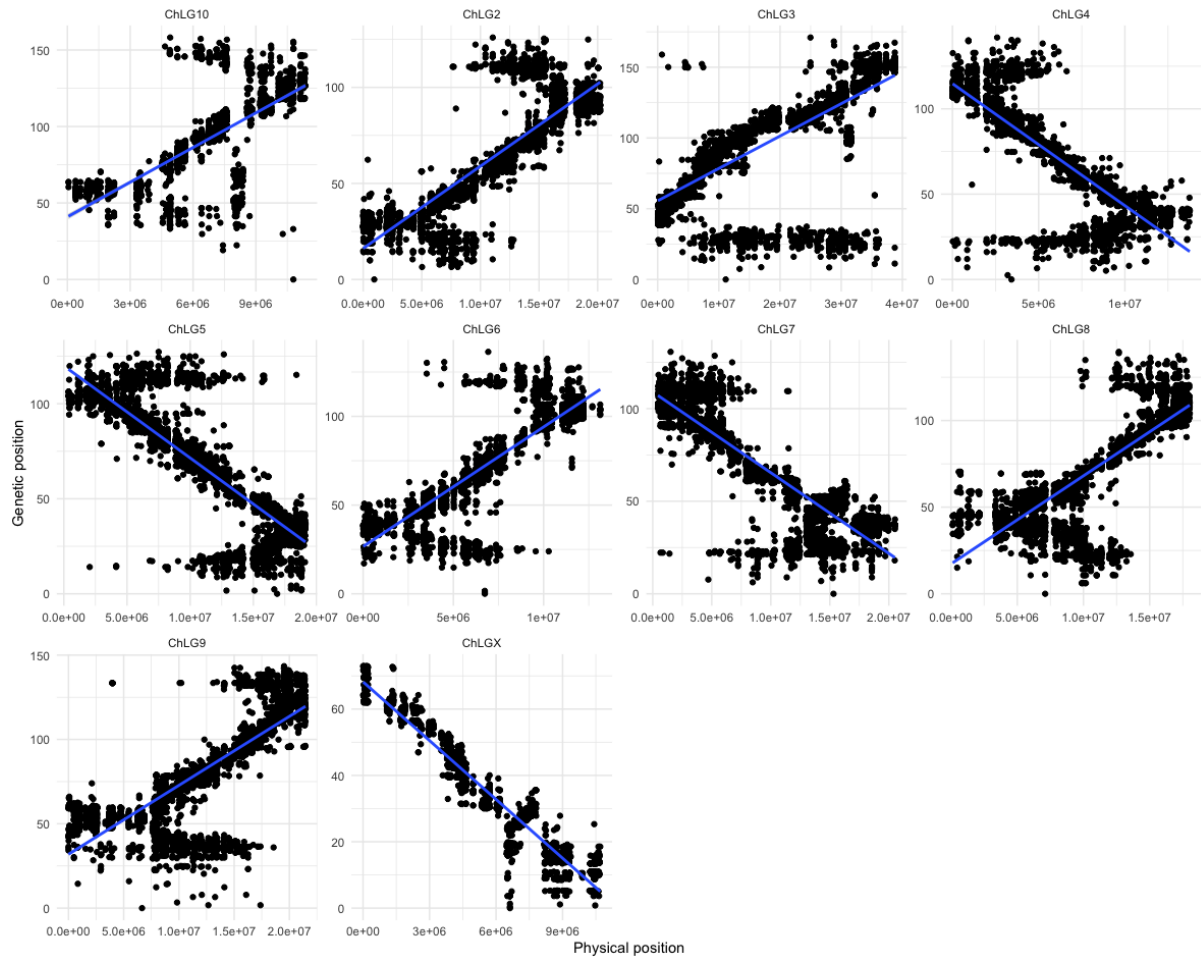 ChLG10 ChLG2 ChLG3 ChLG4
150
100
50
0
0e+00 3e+06 6e+06 9e+06
100
50
0
0.0e+00 5.0e+06 1.0e+07 1.5e+07 2.0e+07
150
100
50
0
0e+00 1e+07 2e+07 3e+07 4e+07
100
50
0
0e+00 5e+06 1e+07
ChLG5 ChLG6 ChLG7 ChLG8
100
50
0
0.0e+00 5.0e+06 1.0e+07 1.5e+07 2.0e+07
100
50
0
0e+00 5e+06 1e+07
100
50
0
0.0e+00 5.0e+06 1.0e+07 1.5e+07 2.0e+07
100
50
0
0.0e+00 5.0e+06 1.0e+07 1.5e+07
ChLG9 ChLGX
150
100
50
0
0.0e+00 5.0e+06 1.0e+07 1.5e+07 2.0e+07
60
40
20
0
0e+00 3e+06 6e+06 9e+06
Genetic position
Physical position